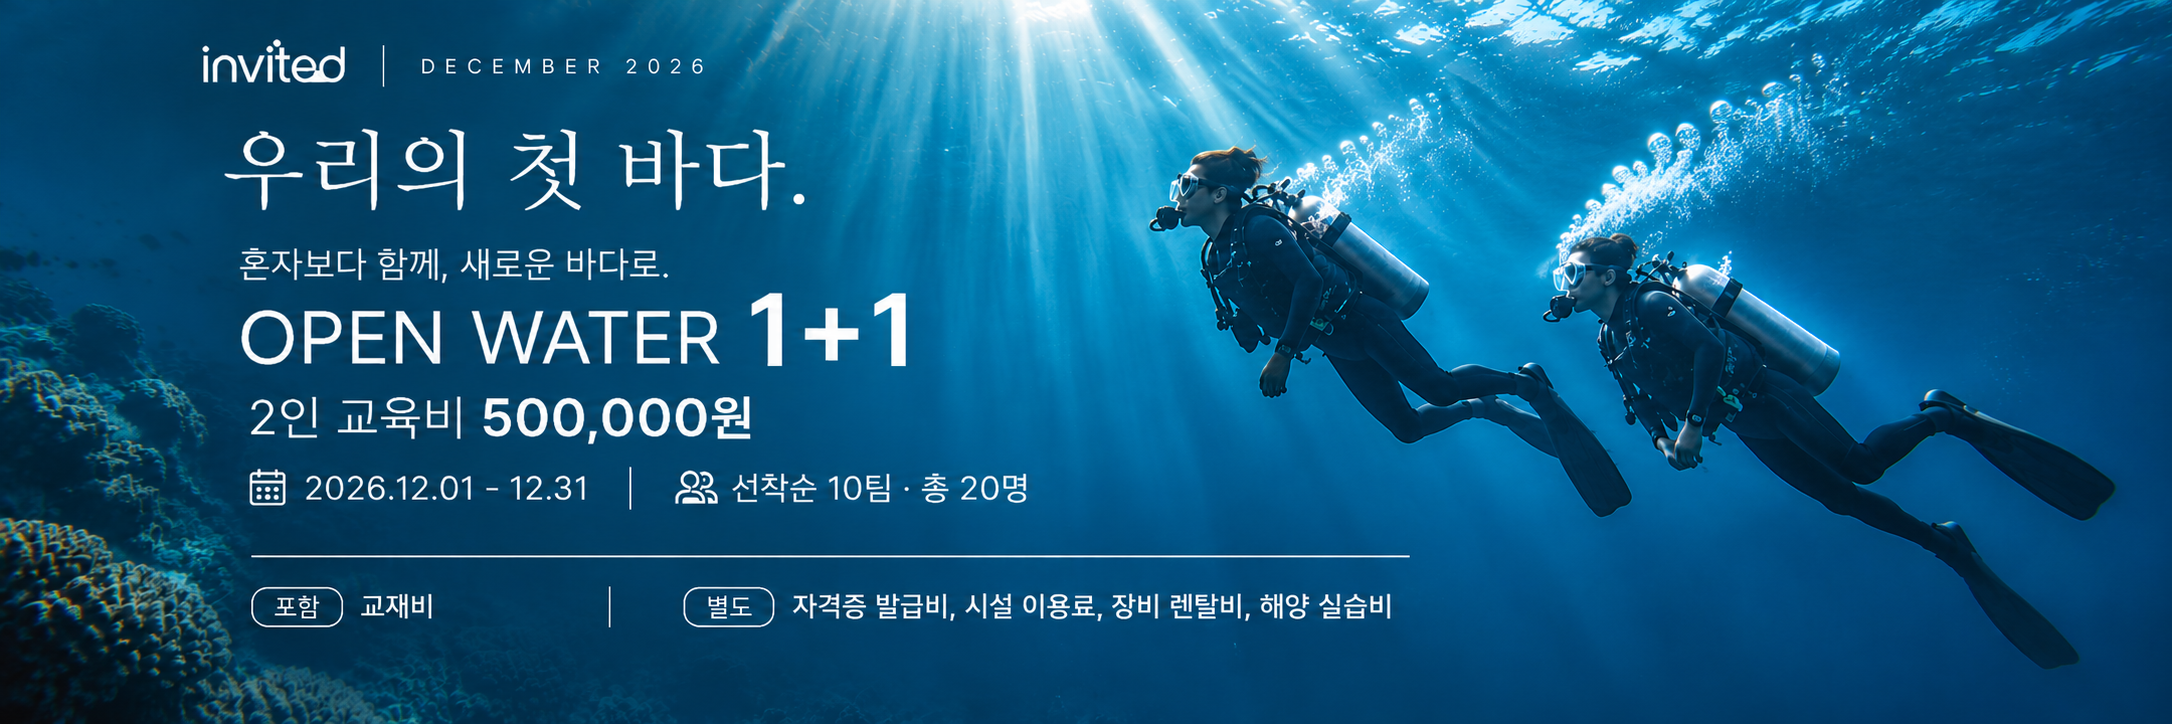 invited | DECEMBER 2026
우리의 첫 바다.
혼자보다 함께, 새로운 바다로.
OPEN WATER 1+1
2인 교육비 500,000원
2026.12.01 - 12.31 | 선착순 10팀 · 총 20명
포함 교재비 | 별도 자격증 발급비, 시설 이용료, 장비 렌탈비, 해양 실습비